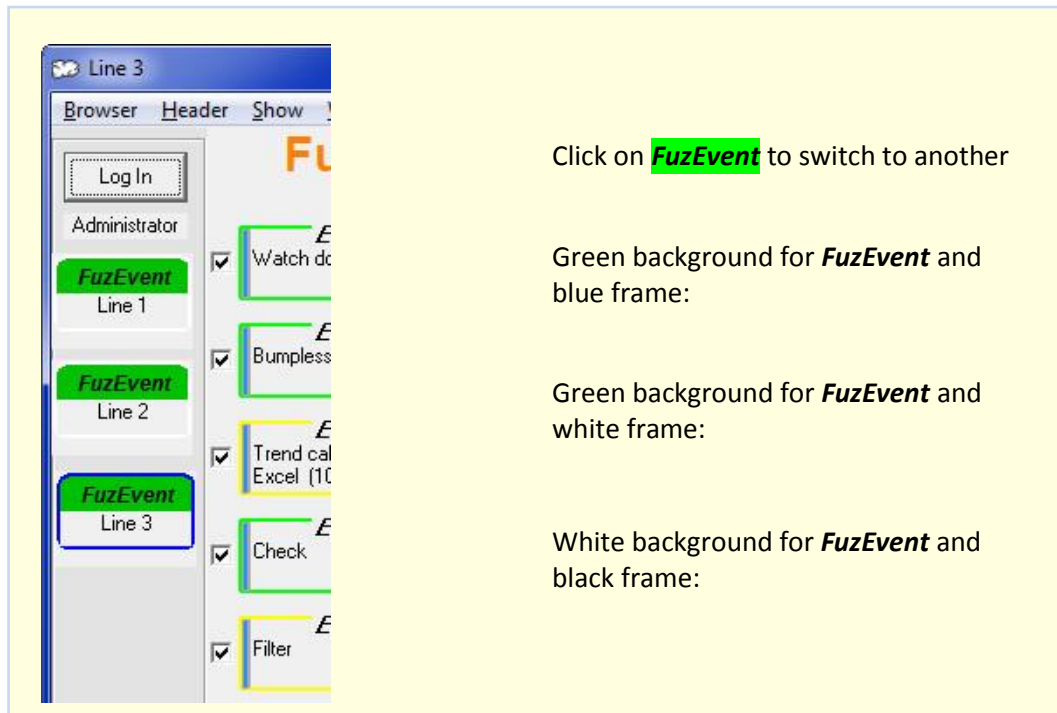 Line 3
Browser Header Show
Log In
Administrator
FuzEvent
Line 1
FuzEvent
Line 2
FuzEvent
Line 3
Fu
E
Watch do
E
Bumpless
E
Trend cal
Excel (10
E
Check
E
Filter
Click on FuzEvent to switch to another
Green background for FuzEvent and
blue frame:
Green background for FuzEvent and
white frame:
White background for FuzEvent and
black frame: